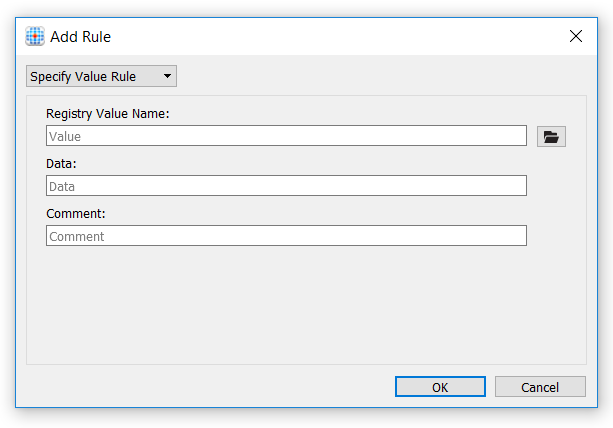 Add Rule
Specify Value Rule
Registry Value Name:
Value
Data:
Data
Comment:
Comment
OK Cancel